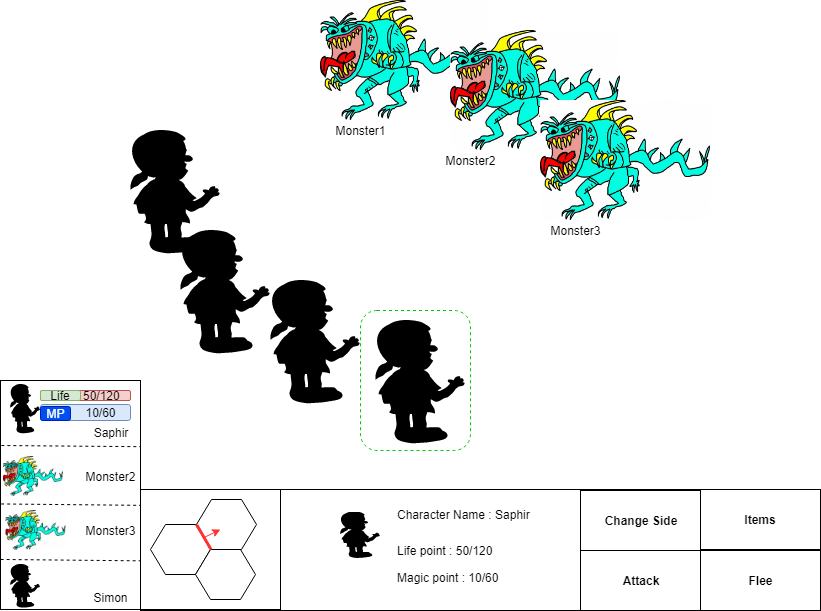 Monster1
Monster2
Monster3
Life 50/120
MP 10/60
Saphir
Monster2
Monster3
Simon
Character Name : Saphir
Life point : 50/120
Magic point : 10/60
Change Side
Items
Attack
Flee